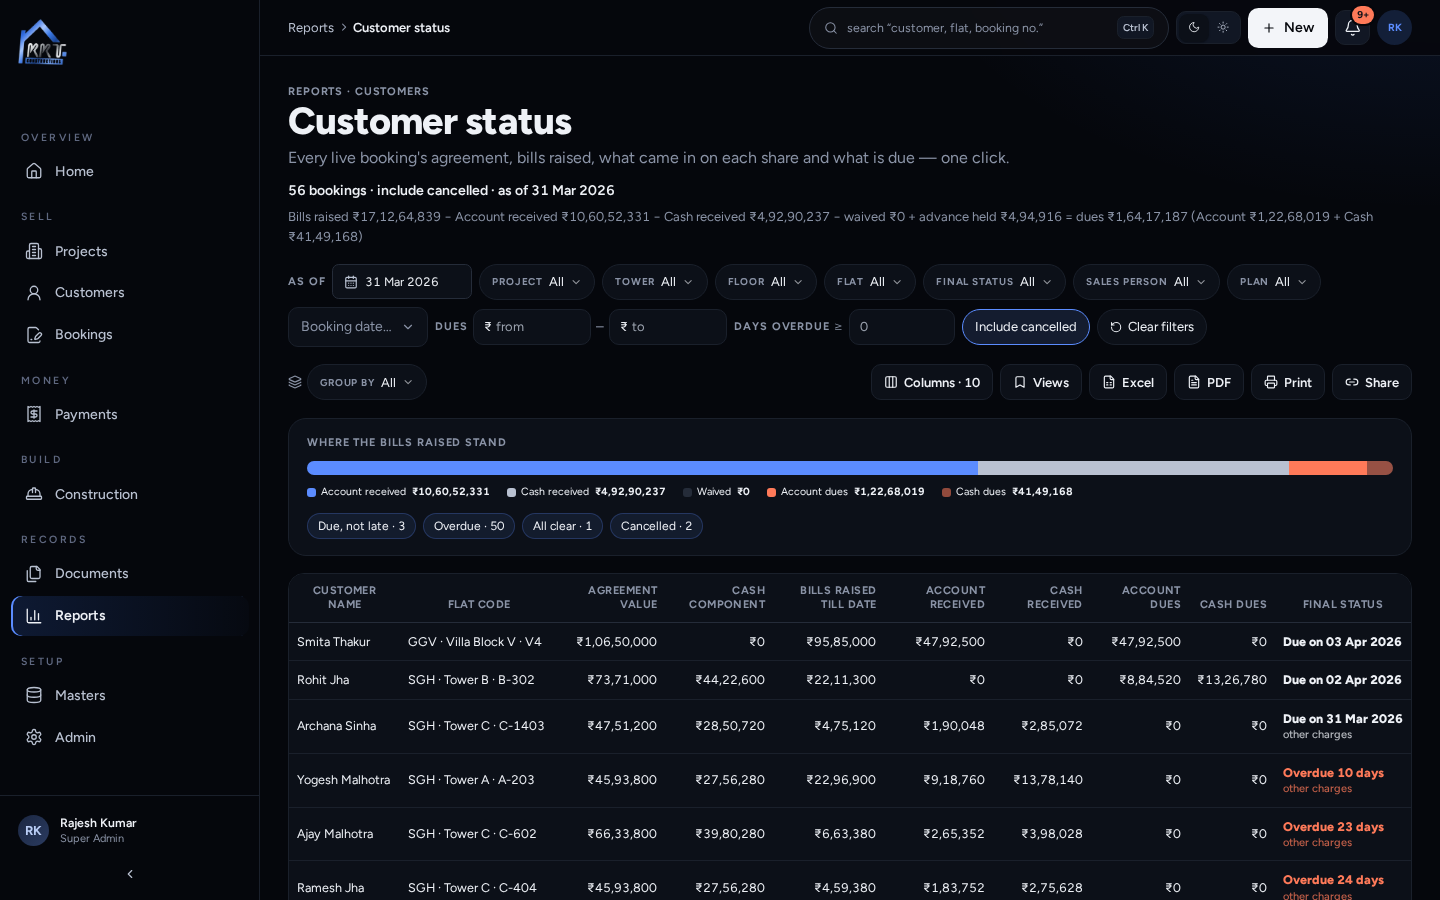 Reports > Customer status
search “customer, flat, booking no.”
Ctrl K
New
9+
RK
OVERVIEW
Home
SELL
Projects
Customers
Bookings
MONEY
Payments
BUILD
Construction
RECORDS
Documents
Reports
SETUP
Masters
Admin
RK
Rajesh Kumar
Super Admin
REPORTS · CUSTOMERS
Customer status
Every live booking's agreement, bills raised, what came in on each share and what is due — one click.
56 bookings · include cancelled · as of 31 Mar 2026
Bills raised ₹17,12,64,839 − Account received ₹10,60,52,331 − Cash received ₹4,92,90,237 − waived ₹0 + advance held ₹4,94,916 = dues ₹1,64,17,187 (Account ₹1,22,68,019 + Cash
₹41,49,168)
AS OF 31 Mar 2026 PROJECT All TOWER All FLOOR All FLAT All FINAL STATUS All SALES PERSON All PLAN All
Booking date... DUES ₹ from – ₹ to DAYS OVERDUE ≥ 0 Include cancelled Clear filters
GROUP BY All Columns · 10 Views Excel PDF Print Share
WHERE THE BILLS RAISED STAND
Account received ₹10,60,52,331 Cash received ₹4,92,90,237 Waived ₹0 Account dues ₹1,22,68,019 Cash dues ₹41,49,168
Due, not late · 3 Overdue · 50 All clear · 1 Cancelled · 2
CUSTOMER NAME FLAT CODE AGREEMENT VALUE CASH COMPONENT BILLS RAISED TILL DATE ACCOUNT RECEIVED CASH RECEIVED ACCOUNT DUES CASH DUES FINAL STATUS
Smita Thakur GGV · Villa Block V · V4 ₹1,06,50,000 ₹0 ₹95,85,000 ₹47,92,500 ₹0 ₹47,92,500 ₹0 Due on 03 Apr 2026
Rohit Jha SGH · Tower B · B-302 ₹73,71,000 ₹44,22,600 ₹22,11,300 ₹0 ₹0 ₹8,84,520 ₹13,26,780 Due on 02 Apr 2026
Archana Sinha SGH · Tower C · C-1403 ₹47,51,200 ₹28,50,720 ₹4,75,120 ₹1,90,048 ₹2,85,072 ₹0 ₹0 Due on 31 Mar 2026
other charges
Yogesh Malhotra SGH · Tower A · A-203 ₹45,93,800 ₹27,56,280 ₹22,96,900 ₹9,18,760 ₹13,78,140 ₹0 ₹0 Overdue 10 days
other charges
Ajay Malhotra SGH · Tower C · C-602 ₹66,33,800 ₹39,80,280 ₹6,63,380 ₹2,65,352 ₹3,98,028 ₹0 ₹0 Overdue 23 days
other charges
Ramesh Jha SGH · Tower C · C-404 ₹45,93,800 ₹27,56,280 ₹4,59,380 ₹1,83,752 ₹2,75,628 ₹0 ₹0 Overdue 24 days
other charges